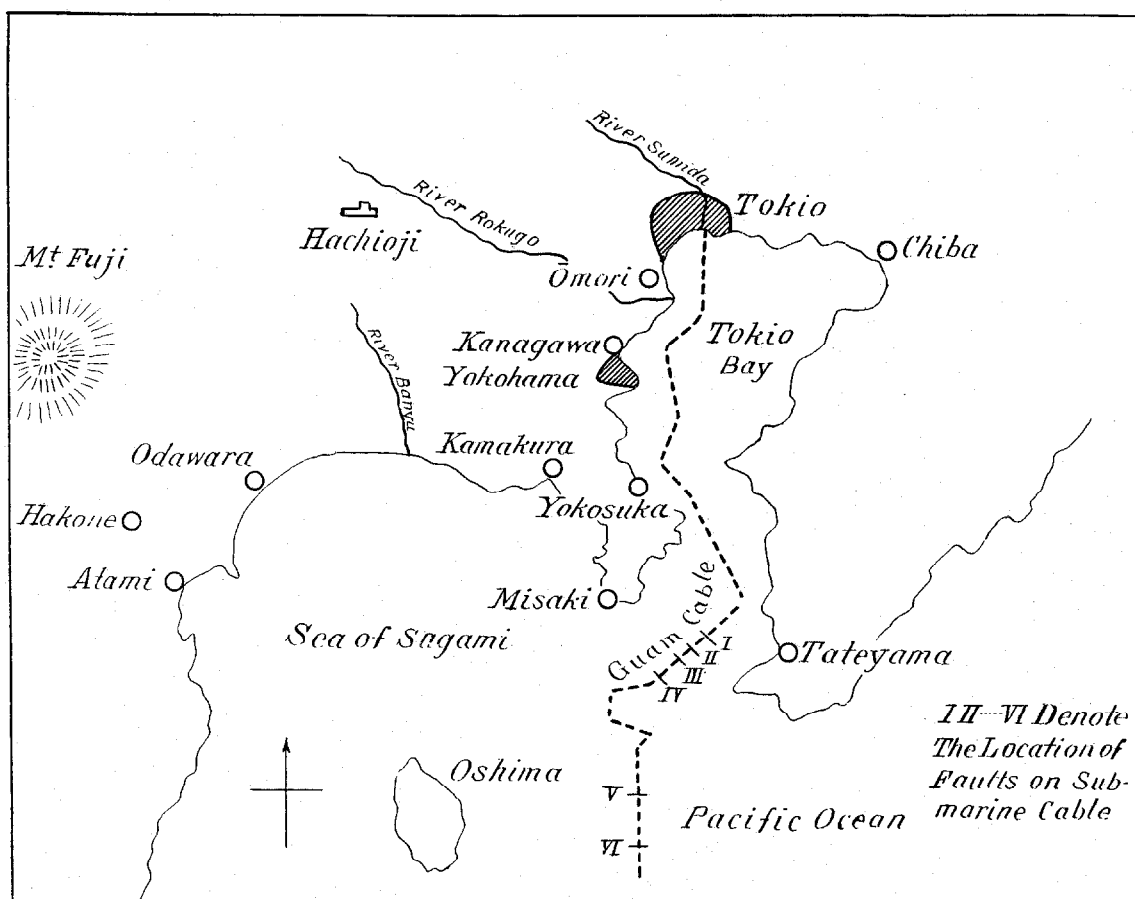 River Sumida
Tokio
River Rokugo
Hachioji
Chiba
Mt. Fuji
Ōmori
Tokio
Bay
Kanagawa
Yokohama
River Banyu
Kamakura
Odawara
Yokosuka
Hakone
Atami
Misaki
Guam Cable
Sea of Sagami
I
II
III
IV
Tateyama
I II-VI Denote
The Location of
Faults on Sub-
marine Cable
Oshima
V
Pacific Ocean
VI